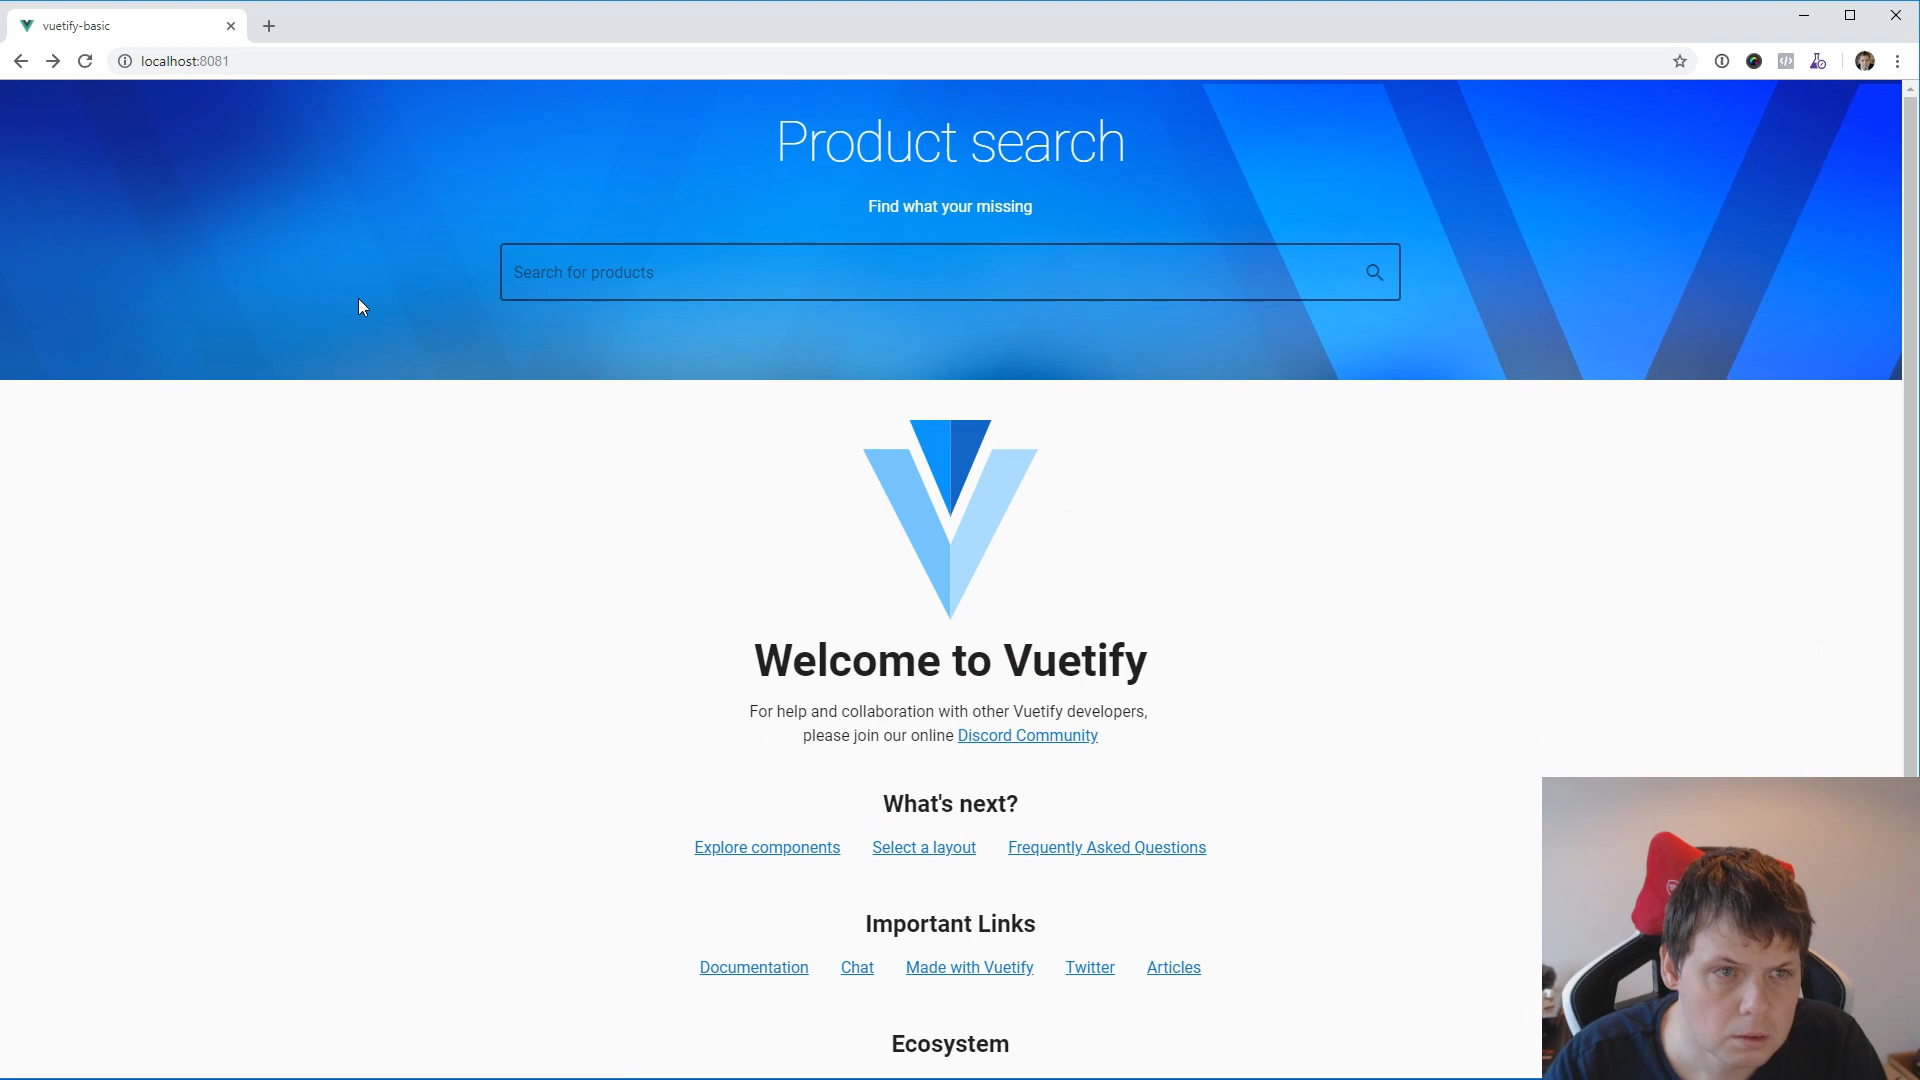 vuetify-basic
localhost:8081
Product search
Find what your missing
Search for products
Welcome to Vuetify
For help and collaboration with other Vuetify developers,
please join our online Discord Community
What's next?
Explore components Select a layout Frequently Asked Questions
Important Links
Documentation Chat Made with Vuetify Twitter Articles
Ecosystem